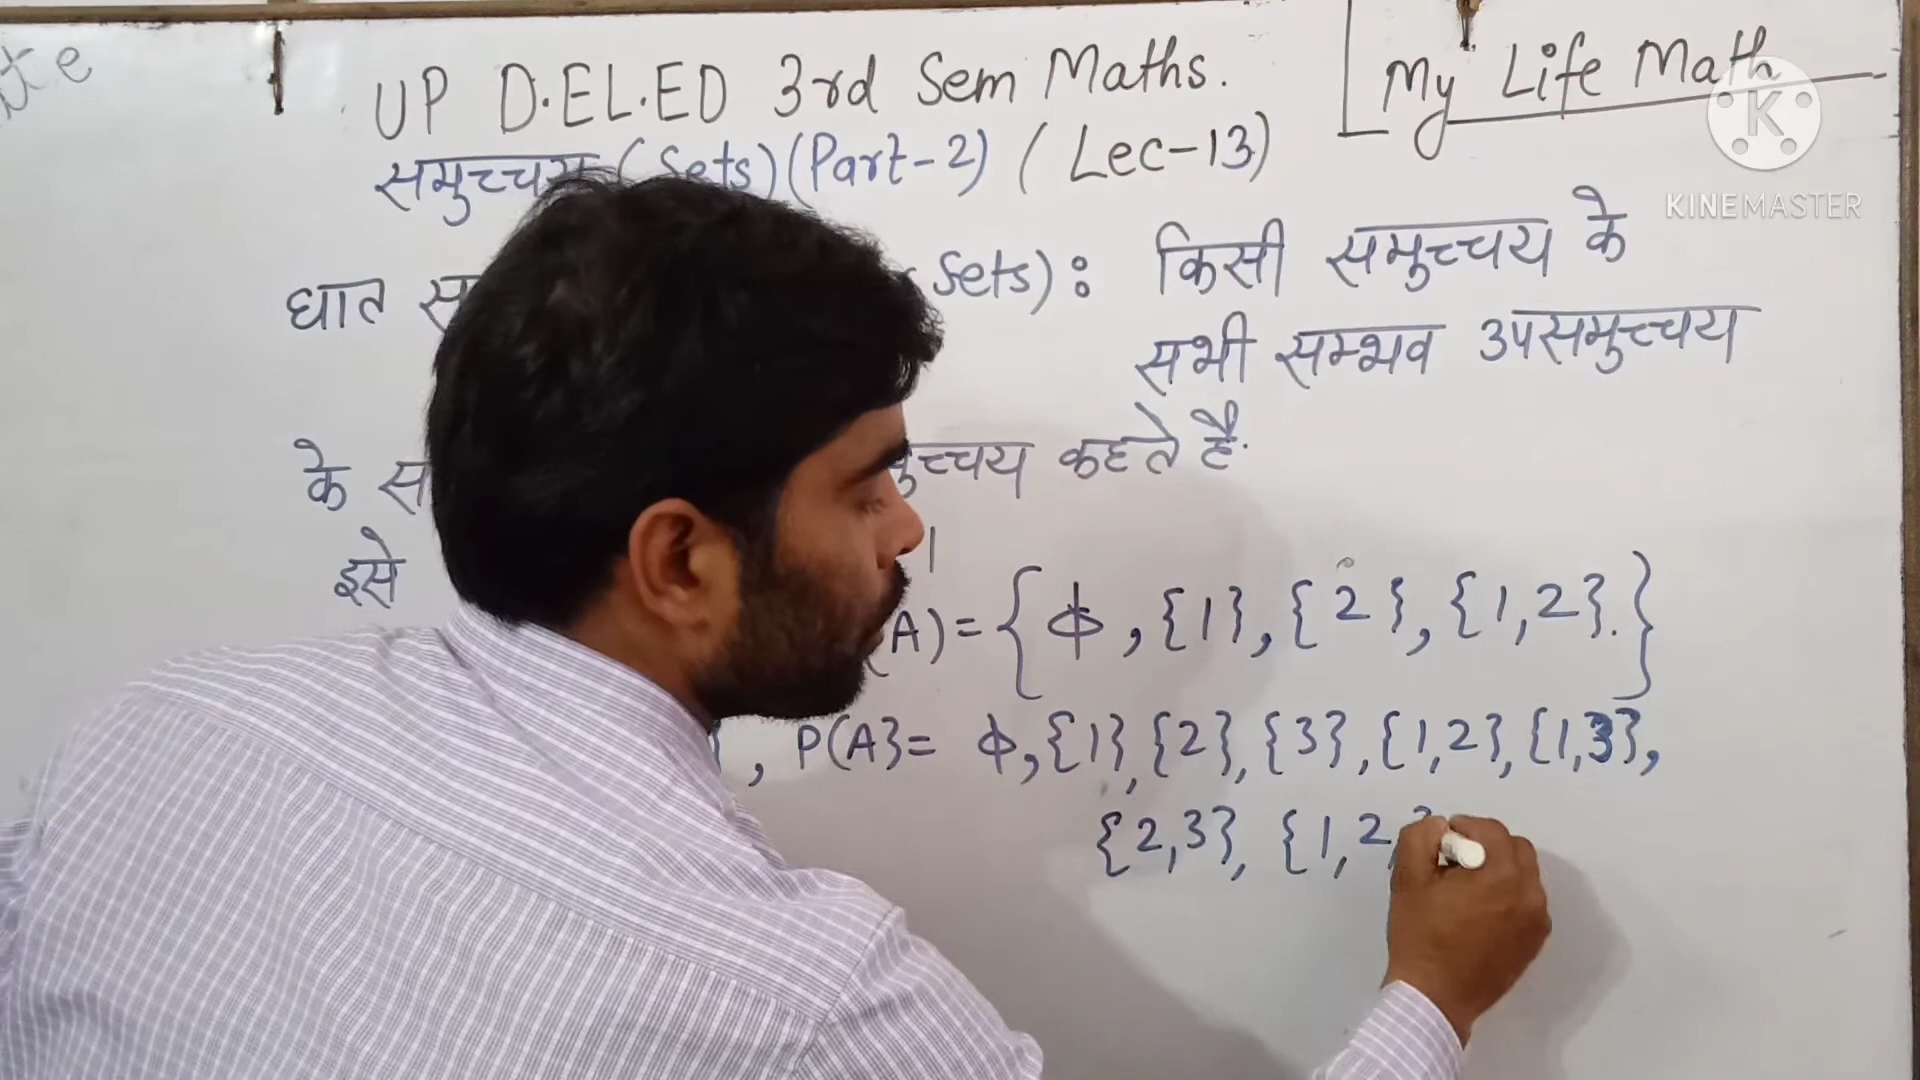 UP D.EL.ED 3rd Sem Maths.
My Life Math
KINEMASTER
समुच्चय (Sets) (Part-2) ( Lec-13)
घात Sets): किसी समुच्चय के
सभी सम्भव उपसमुच्चय
के कहते है.
इसे
(A) = { ϕ , {1}, {2}, {1,2}.}
} , P(A}= ϕ, {1}, {2}, {3}, {1,2}, {1,3},
{2,3}, {1,2,